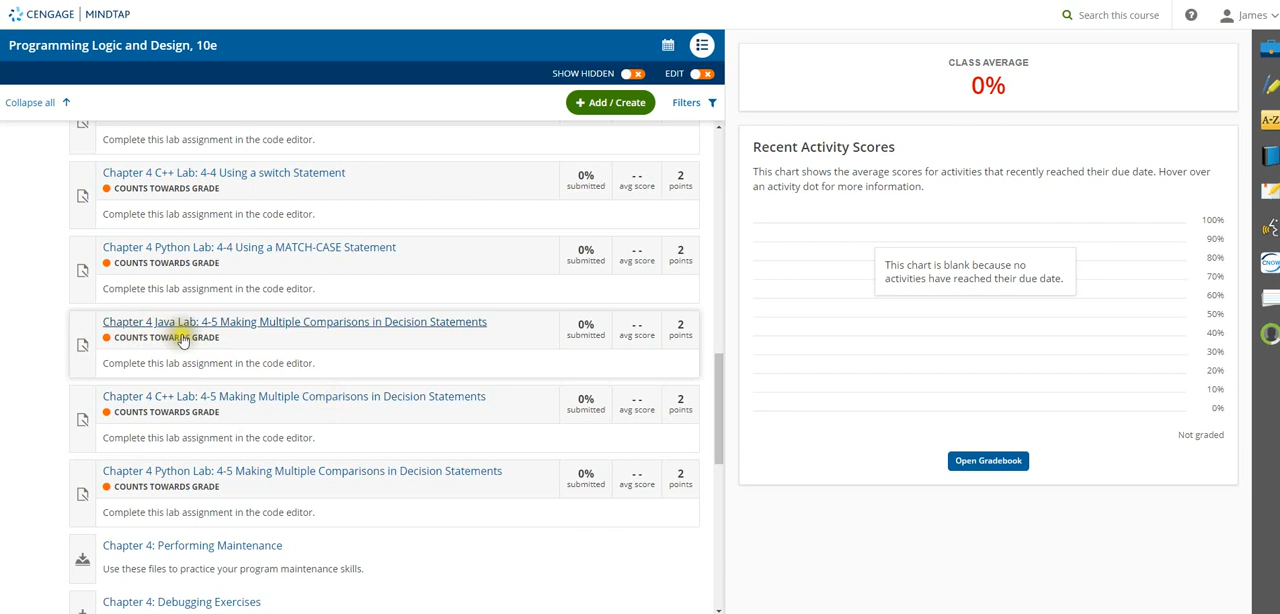 CENGAGE | MINDTAP
Search this course
James
Programming Logic and Design, 10e
SHOW HIDDEN
EDIT
Collapse all
+ Add / Create
Filters
Complete this lab assignment in the code editor.
Chapter 4 C++ Lab: 4-4 Using a switch Statement
COUNTS TOWARDS GRADE
0%
submitted
- -
avg score
2
points
Complete this lab assignment in the code editor.
Chapter 4 Python Lab: 4-4 Using a MATCH-CASE Statement
COUNTS TOWARDS GRADE
0%
submitted
- -
avg score
2
points
Complete this lab assignment in the code editor.
Chapter 4 Java Lab: 4-5 Making Multiple Comparisons in Decision Statements
COUNTS TOWARDS GRADE
0%
submitted
- -
avg score
2
points
Complete this lab assignment in the code editor.
Chapter 4 C++ Lab: 4-5 Making Multiple Comparisons in Decision Statements
COUNTS TOWARDS GRADE
0%
submitted
- -
avg score
2
points
Complete this lab assignment in the code editor.
Chapter 4 Python Lab: 4-5 Making Multiple Comparisons in Decision Statements
COUNTS TOWARDS GRADE
0%
submitted
- -
avg score
2
points
Complete this lab assignment in the code editor.
Chapter 4: Performing Maintenance
Use these files to practice your program maintenance skills.
Chapter 4: Debugging Exercises
CLASS AVERAGE
0%
Recent Activity Scores
This chart shows the average scores for activities that recently reached their due date. Hover over
an activity dot for more information.
100%
90%
80%
70%
60%
50%
40%
30%
20%
10%
0%
This chart is blank because no
activities have reached their due date.
Not graded
Open Gradebook
A-Z
CNOW